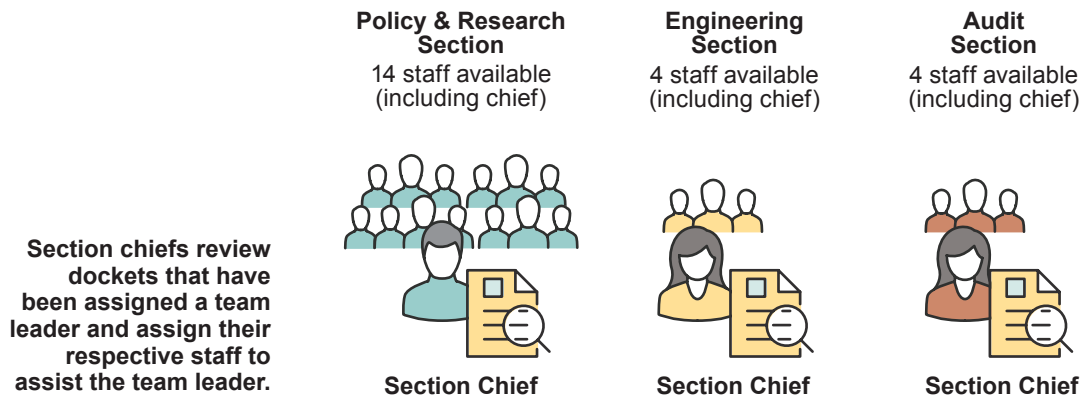 Policy & Research
Section
14 staff available
(including chief)
Engineering
Section
4 staff available
(including chief)
Audit
Section
4 staff available
(including chief)
Section chiefs review
dockets that have
been assigned a team
leader and assign their
respective staff to
assist the team leader.
Section Chief
Section Chief
Section Chief